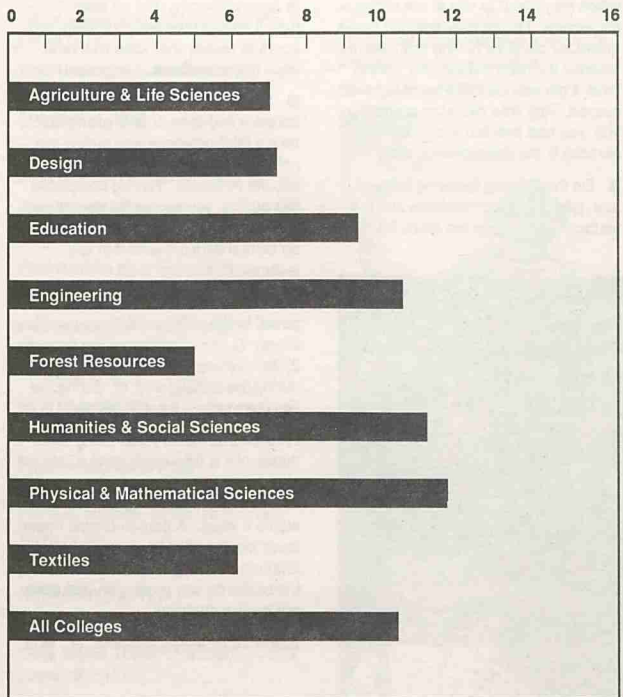 0 2 4 6 8 10 12 14 16
Agriculture & Life Sciences
Design
Education
Engineering
Forest Resources
Humanities & Social Sciences
Physical & Mathematical Sciences
Textiles
All Colleges